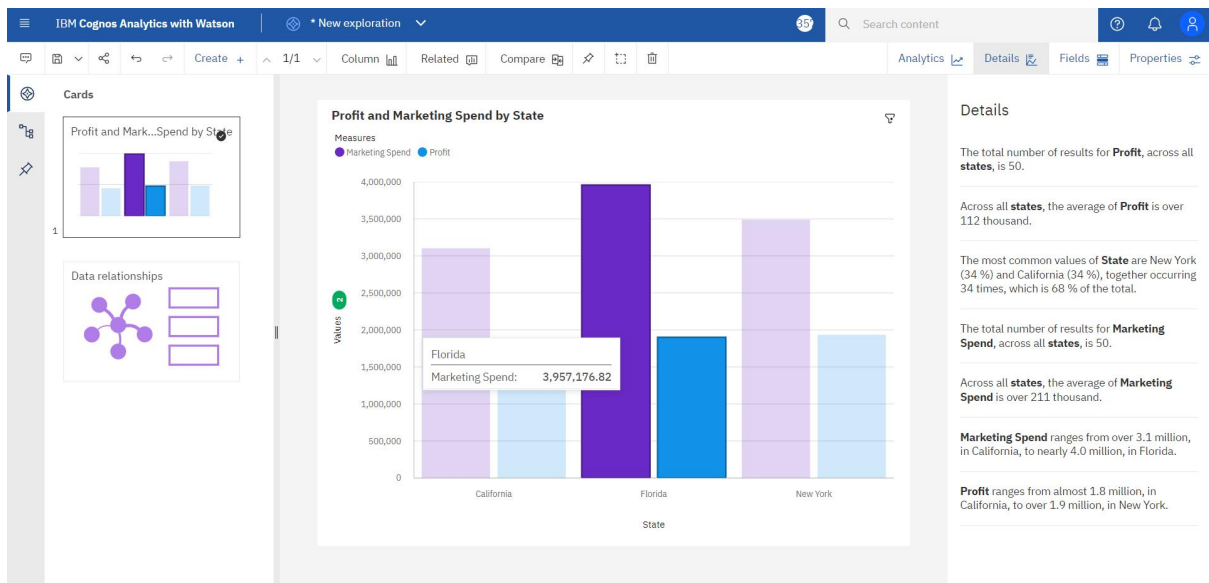 IBM Cognos Analytics with Watson
* New exploration
Search content
Create +
1/1
Column
Related
Compare
Analytics
Details
Fields
Properties
Cards
Profit and Mark...Spend by State
1
Data relationships
Profit and Marketing Spend by State
Measures
Marketing Spend
Profit
4,000,000
3,500,000
3,000,000
2,500,000
2,000,000
1,500,000
1,000,000
500,000
0
Values
2
Florida
Marketing Spend: 3,957,176.82
California
Florida
New York
State
Details
The total number of results for Profit, across all
states, is 50.
Across all states, the average of Profit is over
112 thousand.
The most common values of State are New York
(34 %) and California (34 %), together occurring
34 times, which is 68 % of the total.
The total number of results for Marketing
Spend, across all states, is 50.
Across all states, the average of Marketing
Spend is over 211 thousand.
Marketing Spend ranges from over 3.1 million,
in California, to nearly 4.0 million, in Florida.
Profit ranges from almost 1.8 million, in
California, to over 1.9 million, in New York.